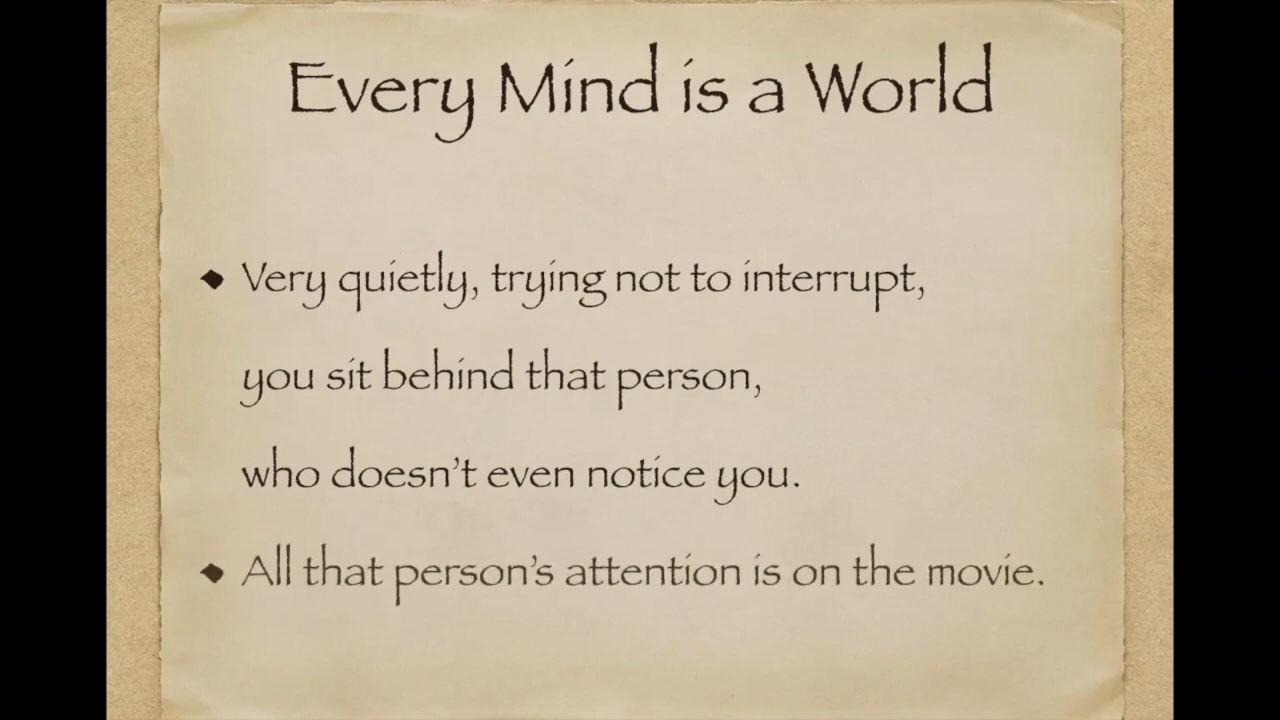 Every Mind is a World
Very quietly, trying not to interrupt,
you sit behind that person,
who doesn’t even notice you.
All that person’s attention is on the movie.